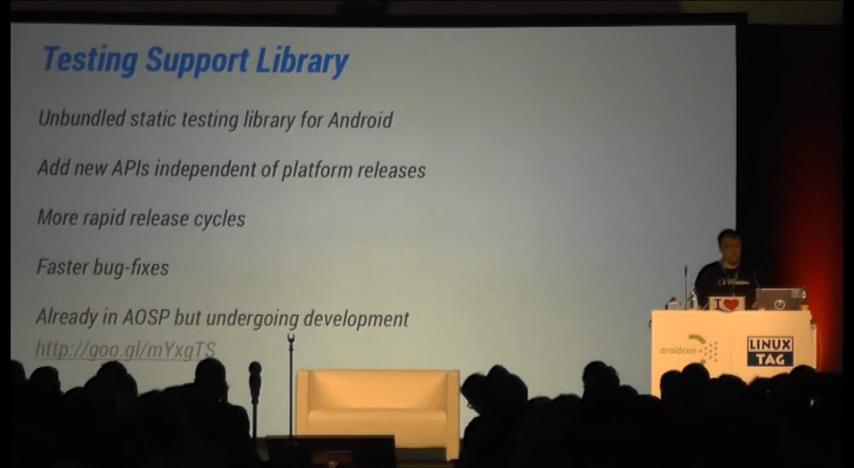 Testing Support Library
Unbundled static testing library for Android
Add new APIs independent of platform releases
More rapid release cycles
Faster bug-fixes
Already in AOSP but undergoing development
http://goo.gl/mYxgTS
I
droidcon
LINUX
TAG